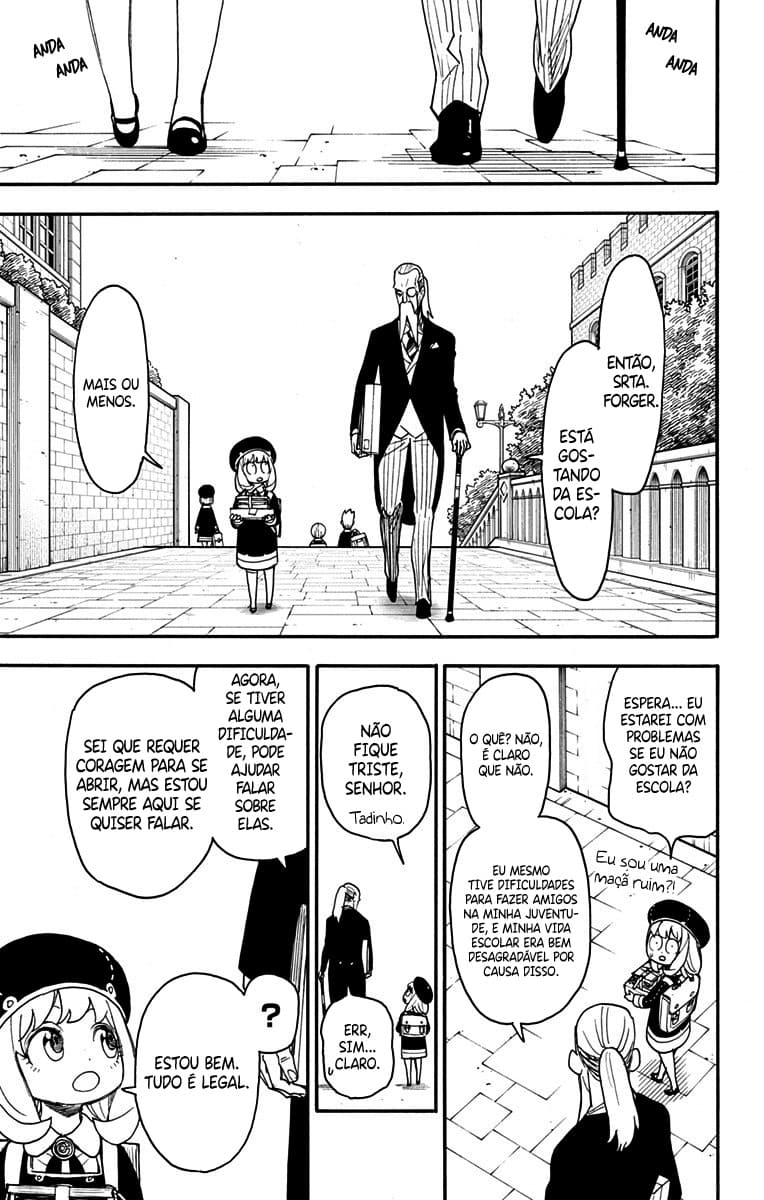 ANDA
ANDA
ANDA
ANDA
ENTÃO,
SRTA.
FORGER.
ESTÁ
GOS-
TANDO
DA ES-
COLA?
MAIS OU
MENOS.
ESPERA... EU
ESTAREI COM
PROBLEMAS
SE EU NÃO
GOSTAR DA
ESCOLA?
Eu sou uma
maçã ruim?!
O QUÊ? NÃO,
É CLARO
QUE NÃO.
EU MESMO
TIVE DIFICULDADES
PARA FAZER AMIGOS
NA MINHA JUVENTU-
DE, E MINHA VIDA
ESCOLAR ERA BEM
DESAGRADÁVEL POR
CAUSA DISSO.
NÃO
FIQUE
TRISTE,
SENHOR.
Tadinho.
ERR,
SIM...
CLARO.
AGORA,
SE TIVER
ALGUMA
DIFICULDA-
DE, PODE
AJUDAR
FALAR
SOBRE
ELAS.
SEI QUE REQUER
CORAGEM PARA SE
ABRIR, MAS ESTOU
SEMPRE AQUI SE
QUISER FALAR.
?
ESTOU BEM.
TUDO É LEGAL.